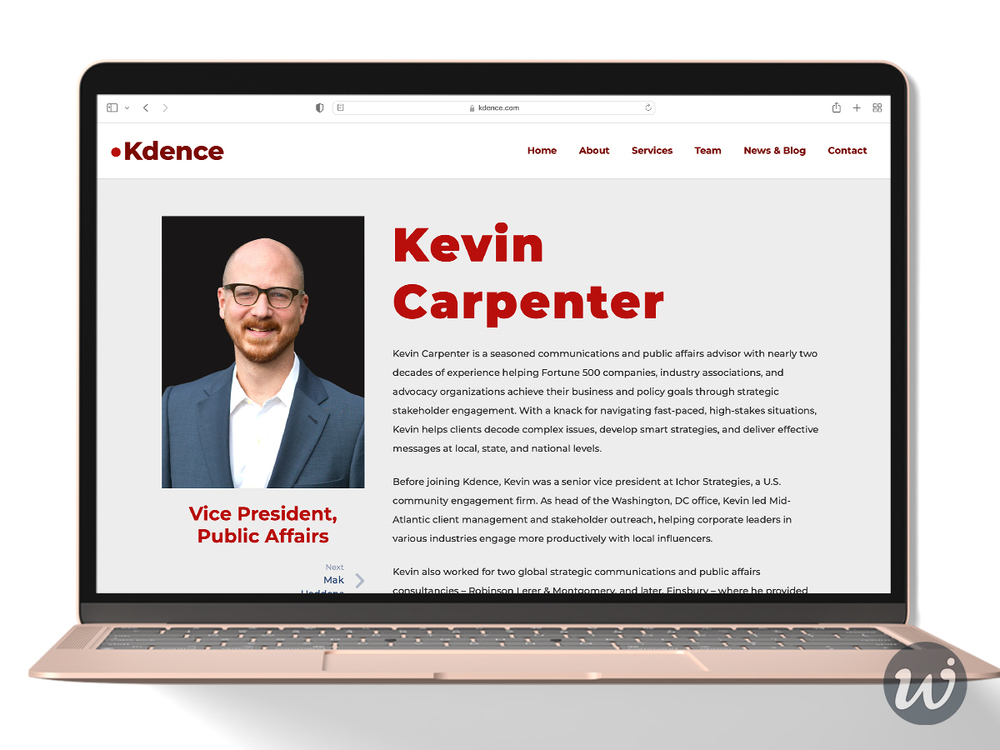 kdence.com
Kdence
Home About Services Team News & Blog Contact
Kevin
Carpenter
Kevin Carpenter is a seasoned communications and public affairs advisor with nearly two
decades of experience helping Fortune 500 companies, industry associations, and
advocacy organizations achieve their business and policy goals through strategic
stakeholder engagement. With a knack for navigating fast-paced, high-stakes situations,
Kevin helps clients decode complex issues, develop smart strategies, and deliver effective
messages at local, state, and national levels.
Before joining Kdence, Kevin was a senior vice president at Ichor Strategies, a U.S.
community engagement firm. As head of the Washington, DC office, Kevin led Mid-
Atlantic client management and stakeholder outreach, helping corporate leaders in
various industries engage more productively with local influencers.
Kevin also worked for two global strategic communications and public affairs
consultancies – Robinson Lerer & Montgomery, and later, Finsbury – where he provided
Vice President,
Public Affairs
Next
Mak
w